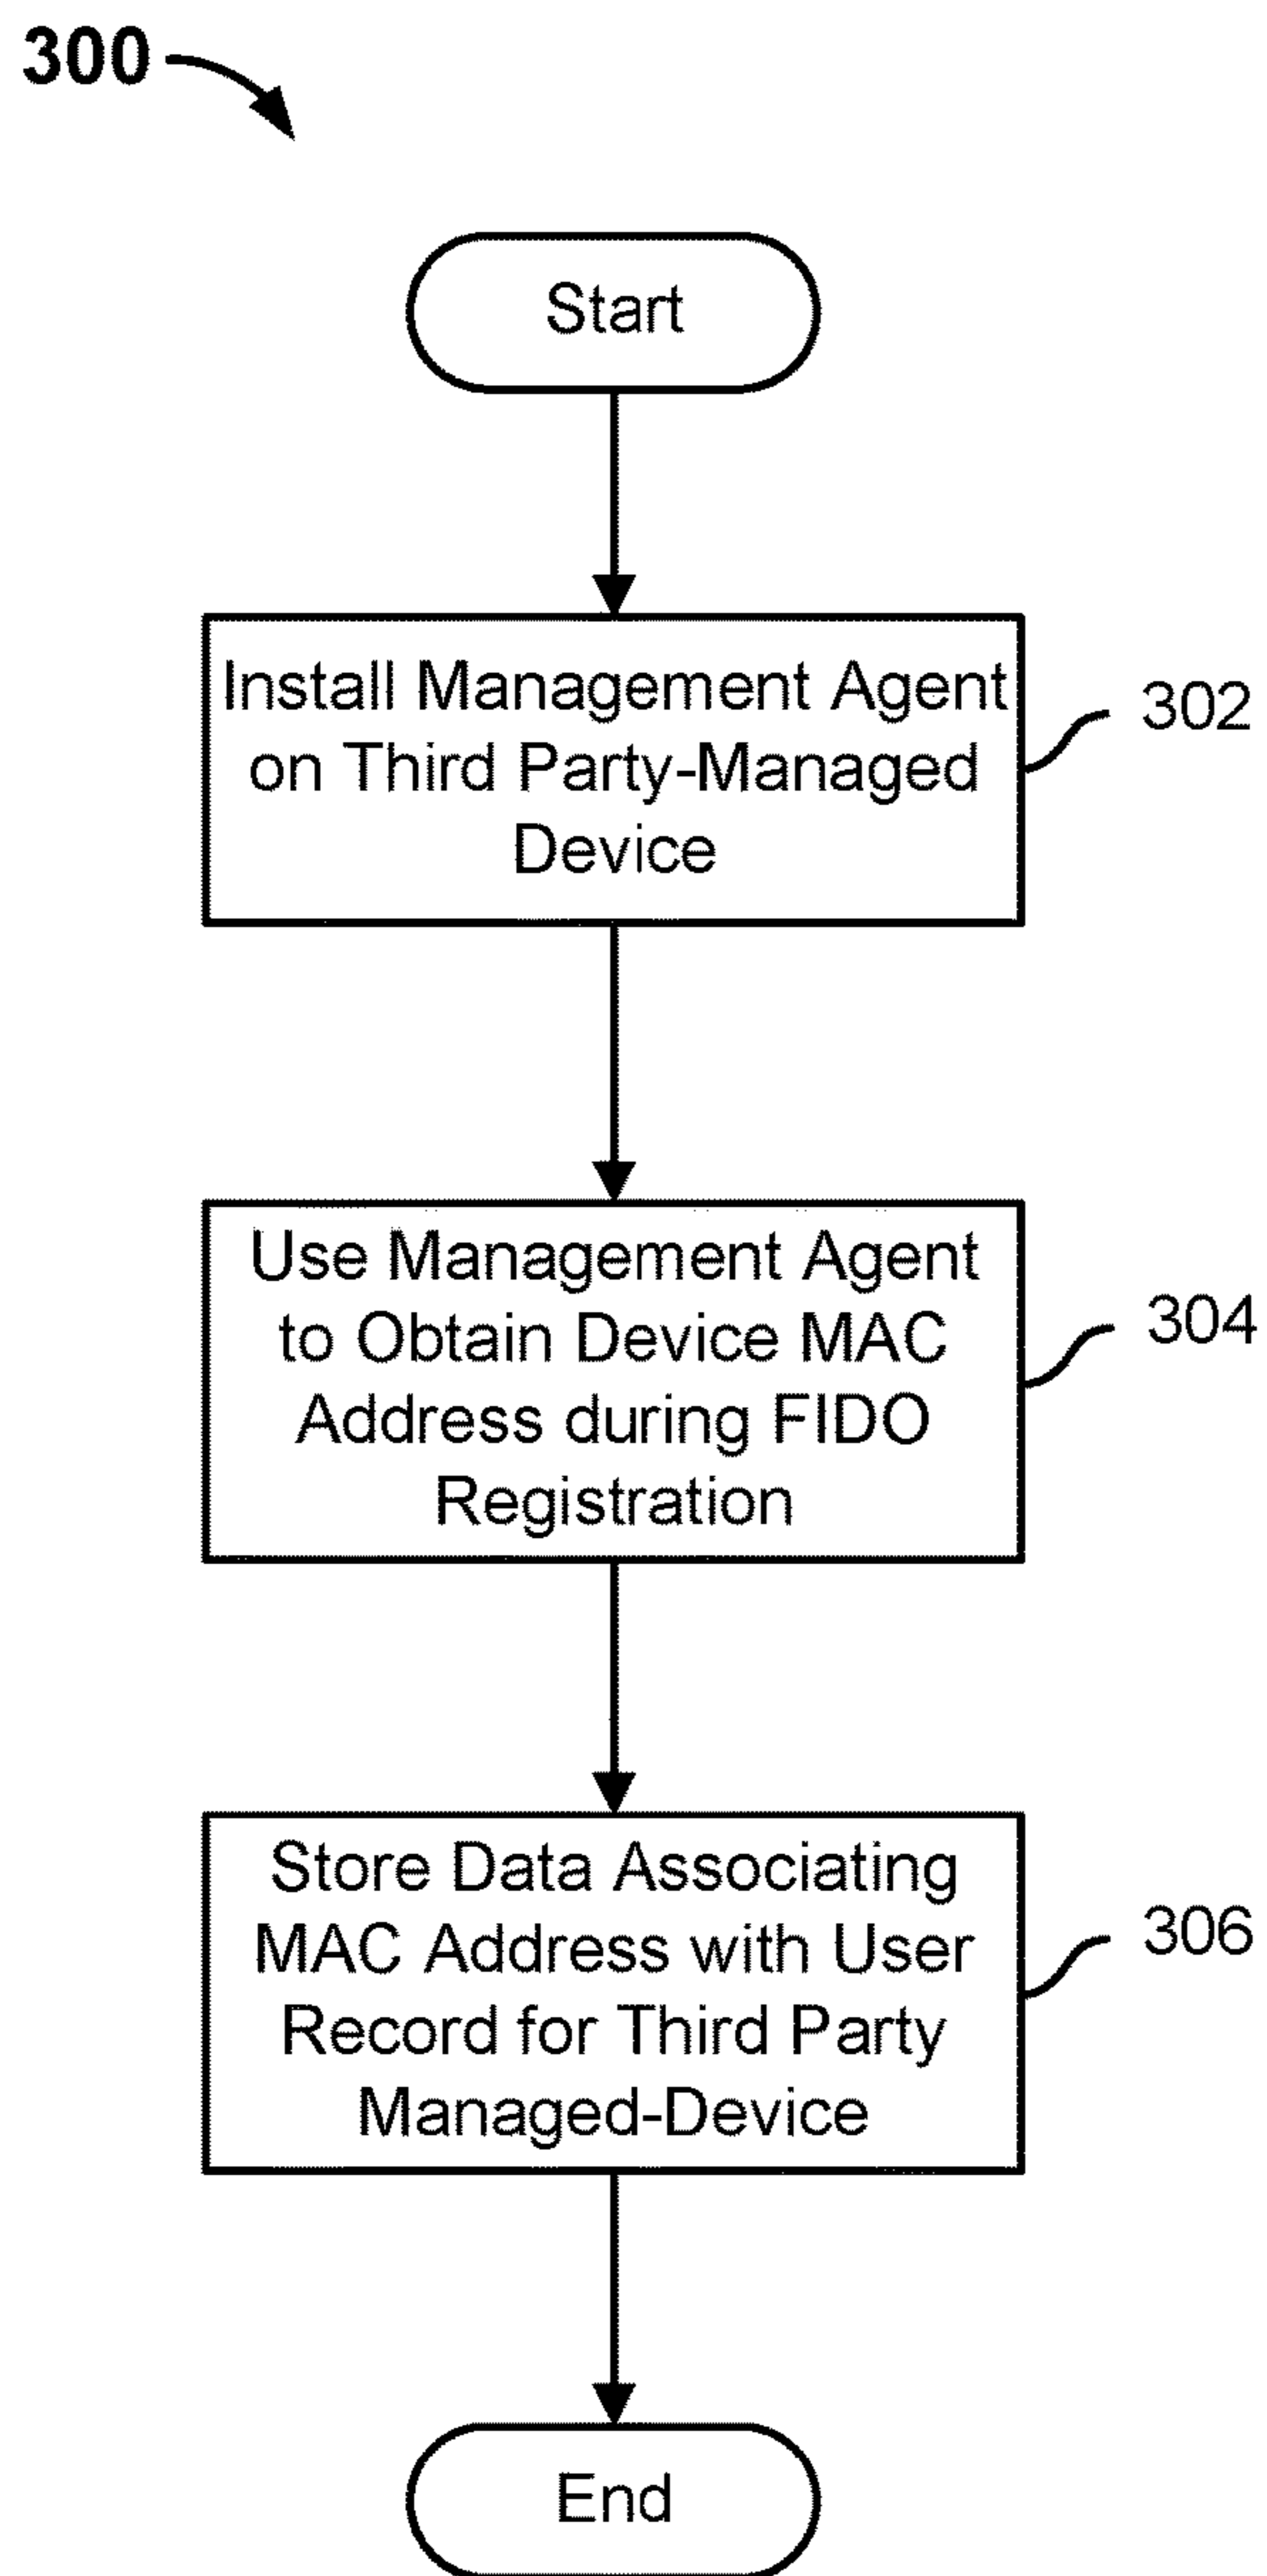 300
Start
Install Management Agent
on Third Party-Managed
Device
302
Use Management Agent
to Obtain Device MAC
Address during FIDO
Registration
304
Store Data Associating
MAC Address with User
Record for Third Party
Managed-Device
306
End